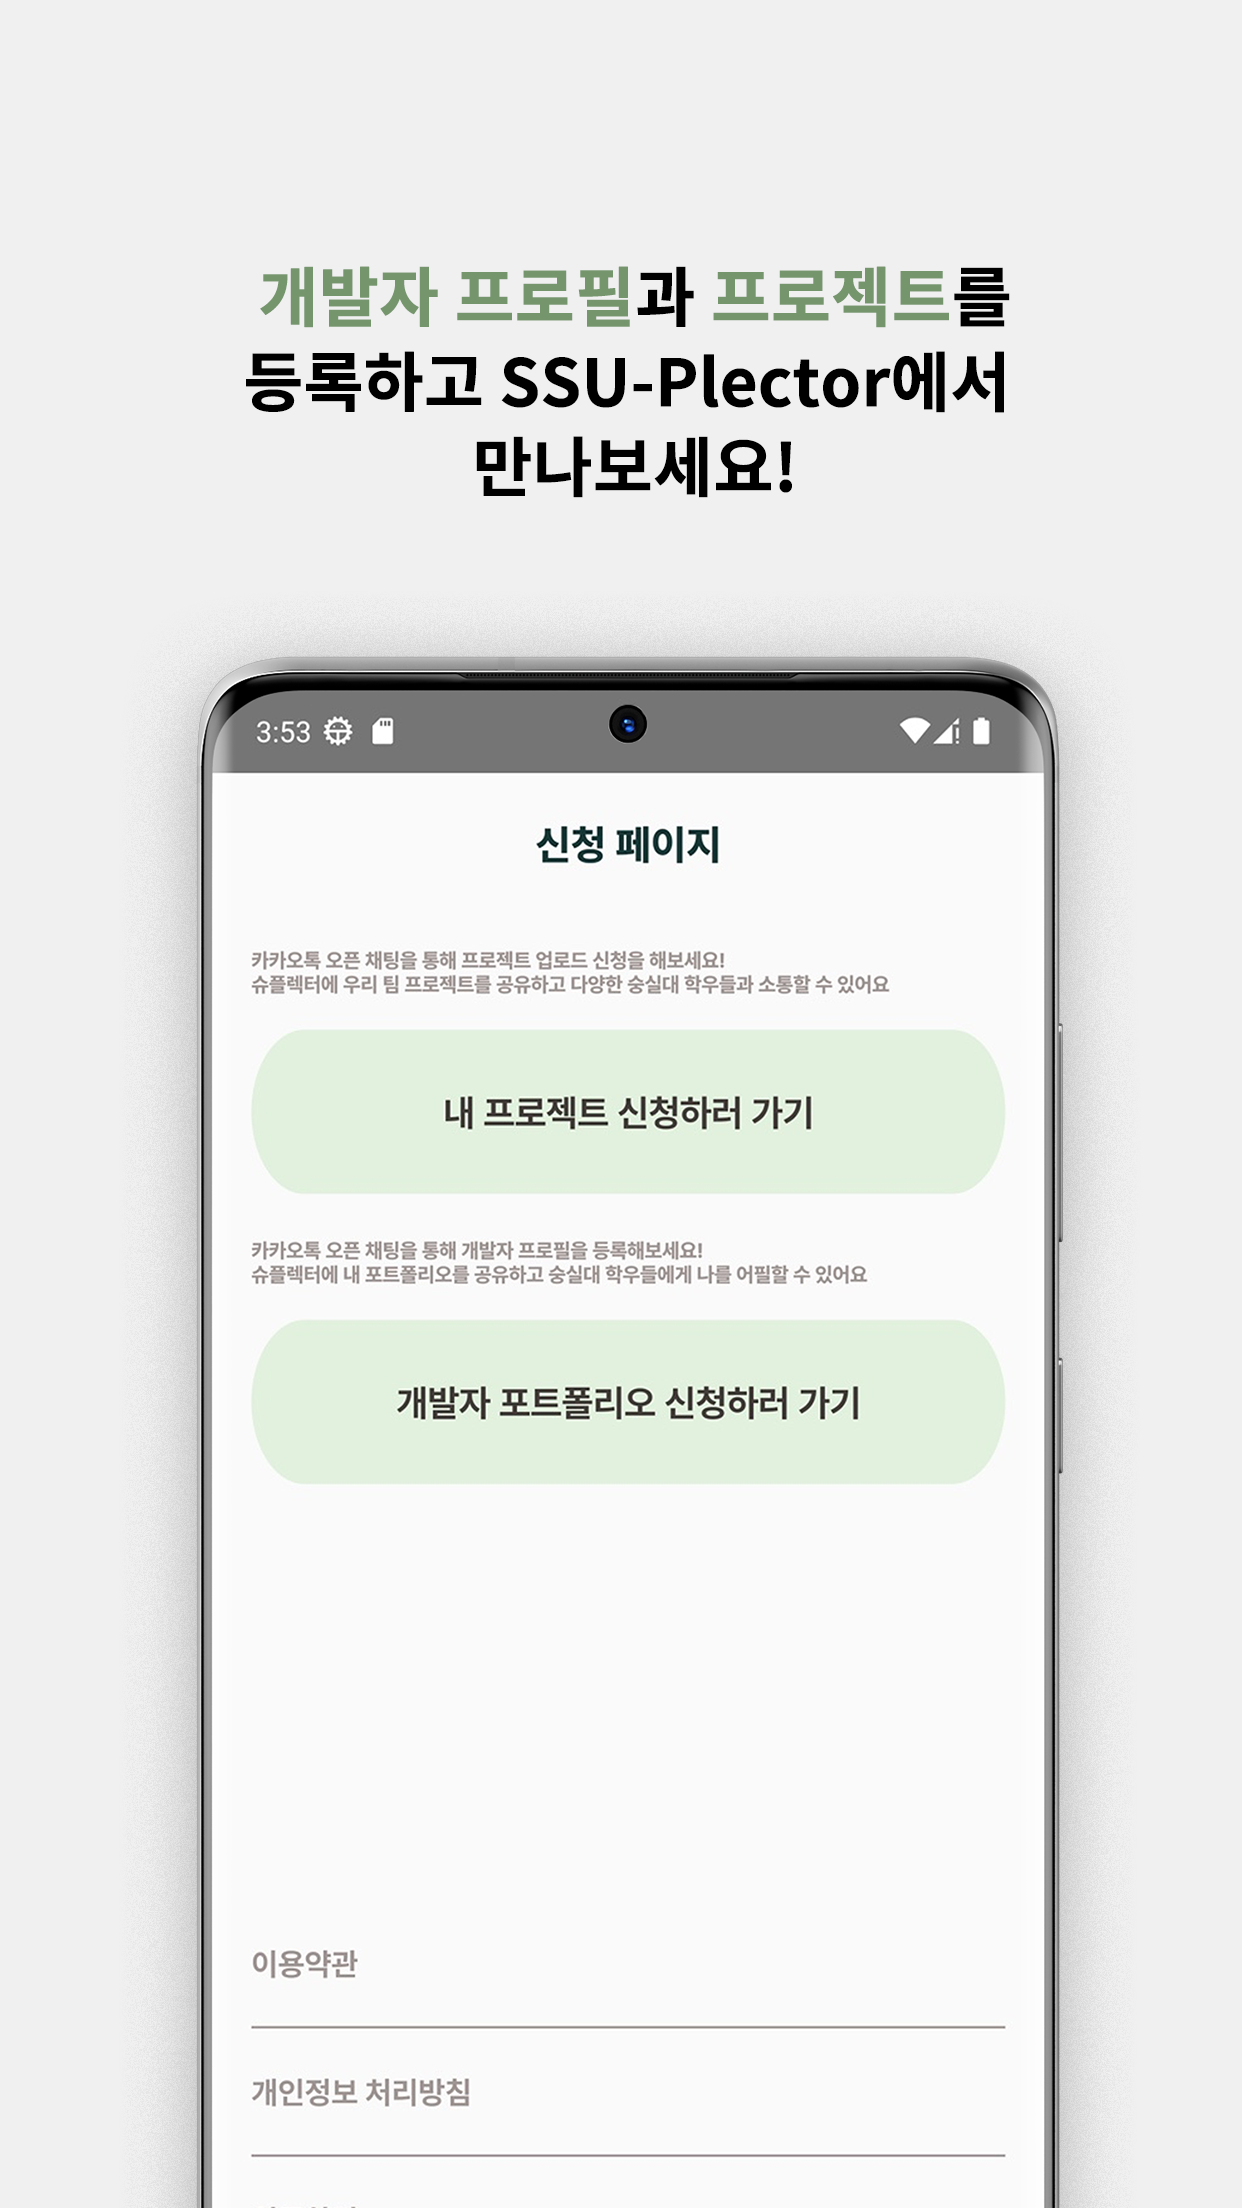 개발자 프로필과 프로젝트를
등록하고 SSU-Plector에서
만나보세요!
3:53
신청 페이지
카카오톡 오픈 채팅을 통해 프로젝트 업로드 신청을 해보세요!
슈플렉터에 우리 팀 프로젝트를 공유하고 다양한 숭실대 학우들과 소통할 수 있어요
내 프로젝트 신청하러 가기
카카오톡 오픈 채팅을 통해 개발자 프로필을 등록해보세요!
슈플렉터에 내 포트폴리오를 공유하고 숭실대 학우들에게 나를 어필할 수 있어요
개발자 포트폴리오 신청하러 가기
이용약관
개인정보 처리방침